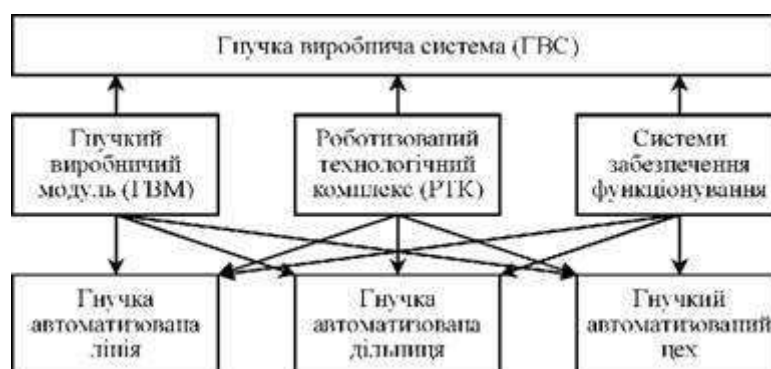 Гнучка виробнича система (ГВС)
Гнучкий
виробничий
модуль (ГВМ)
Роботизований
технологічний
комплекс (РТК)
Системи
забезпечення
функціонування
Гнучка
автоматизована
лінія
Гнучка
автоматизована
дільниця
Гнучкий
автоматизований
цех